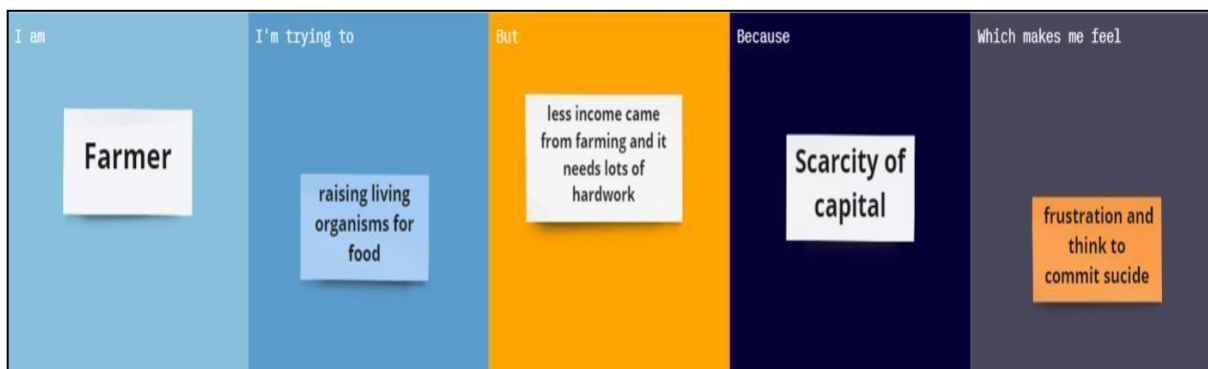 I am
Farmer
I'm trying to
raising living
organisms for
food
But
less income came
from farming and it
needs lots of
hardwork
Because
Scarcity of
capital
Which makes me feel
frustration and
think to
commit sucide